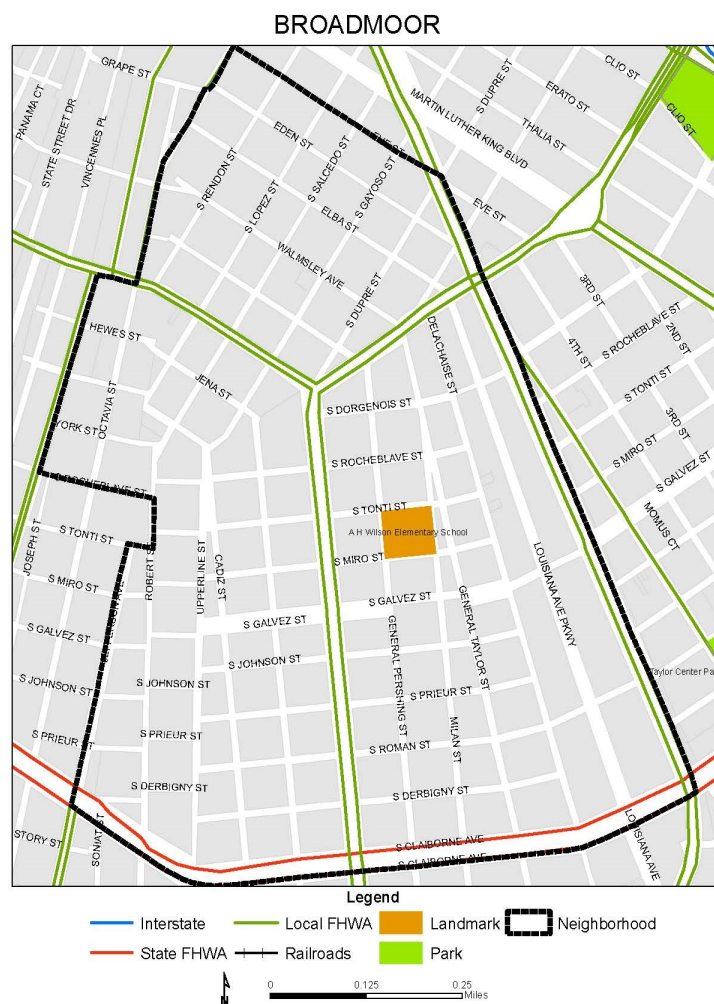 BROADMOOR
GRAPE ST
PANAMA CT
STATE STREET DR
VINCENNES PL
EDEN ST
S RENDON ST
S LOPEZ ST
S SALCEDO ST
S GAYOSO ST
EVE ST
ELBA ST
WALMSLEY AVE
S DUPRE ST
MARTIN LUTHER KING BLVD
S DUPRE ST
CLIO ST
ERATO ST
THALIA ST
CLIO ST
EVE ST
3RD ST
4TH ST
S ROCHEBLAVE ST
2ND ST
S TONTI ST
3RD ST
S MIRO ST
S GALVEZ ST
MOMUS CT
HEWES ST
JENA ST
OCTAVIA ST
YORK ST
S ROCHEBLAVE ST
S TONTI ST
JOSEPH ST
S MIRO ST
S GALVEZ ST
S JOHNSON ST
S PRIEUR ST
STORY ST
SONIAT ST
JEFFERSON AVE
ROBERT ST
UPPERLINE ST
CADIZ ST
S GALVEZ ST
S JOHNSON ST
S JOHNSON ST
S PRIEUR ST
S DERBIGNY ST
DELACHAISE ST
S DORGENOIS ST
S ROCHEBLAVE ST
S TONTI ST
A H Wilson Elementary School
S MIRO ST
S GALVEZ ST
GENERAL PERSHING ST
GENERAL TAYLOR ST
LOUISIANA AVE PKWY
S PRIEUR ST
MILAN ST
S ROMAN ST
S DERBIGNY ST
S CLAIBORNE AVE
S CLAIBORNE AVE
LOUISIANA AVE
Taylor Center Pa
Legend
Interstate
Local FHWA
Landmark
Neighborhood
State FHWA
Railroads
Park
N
0 0.125 0.25
Miles